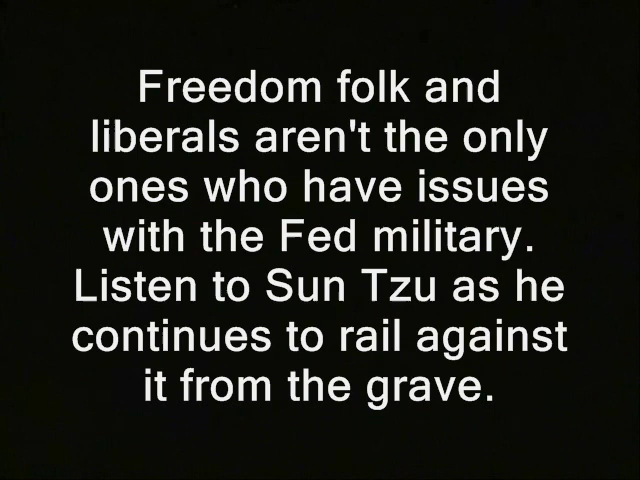 Freedom folk and
liberals aren't the only
ones who have issues
with the Fed military.
Listen to Sun Tzu as he
continues to rail against
it from the grave.